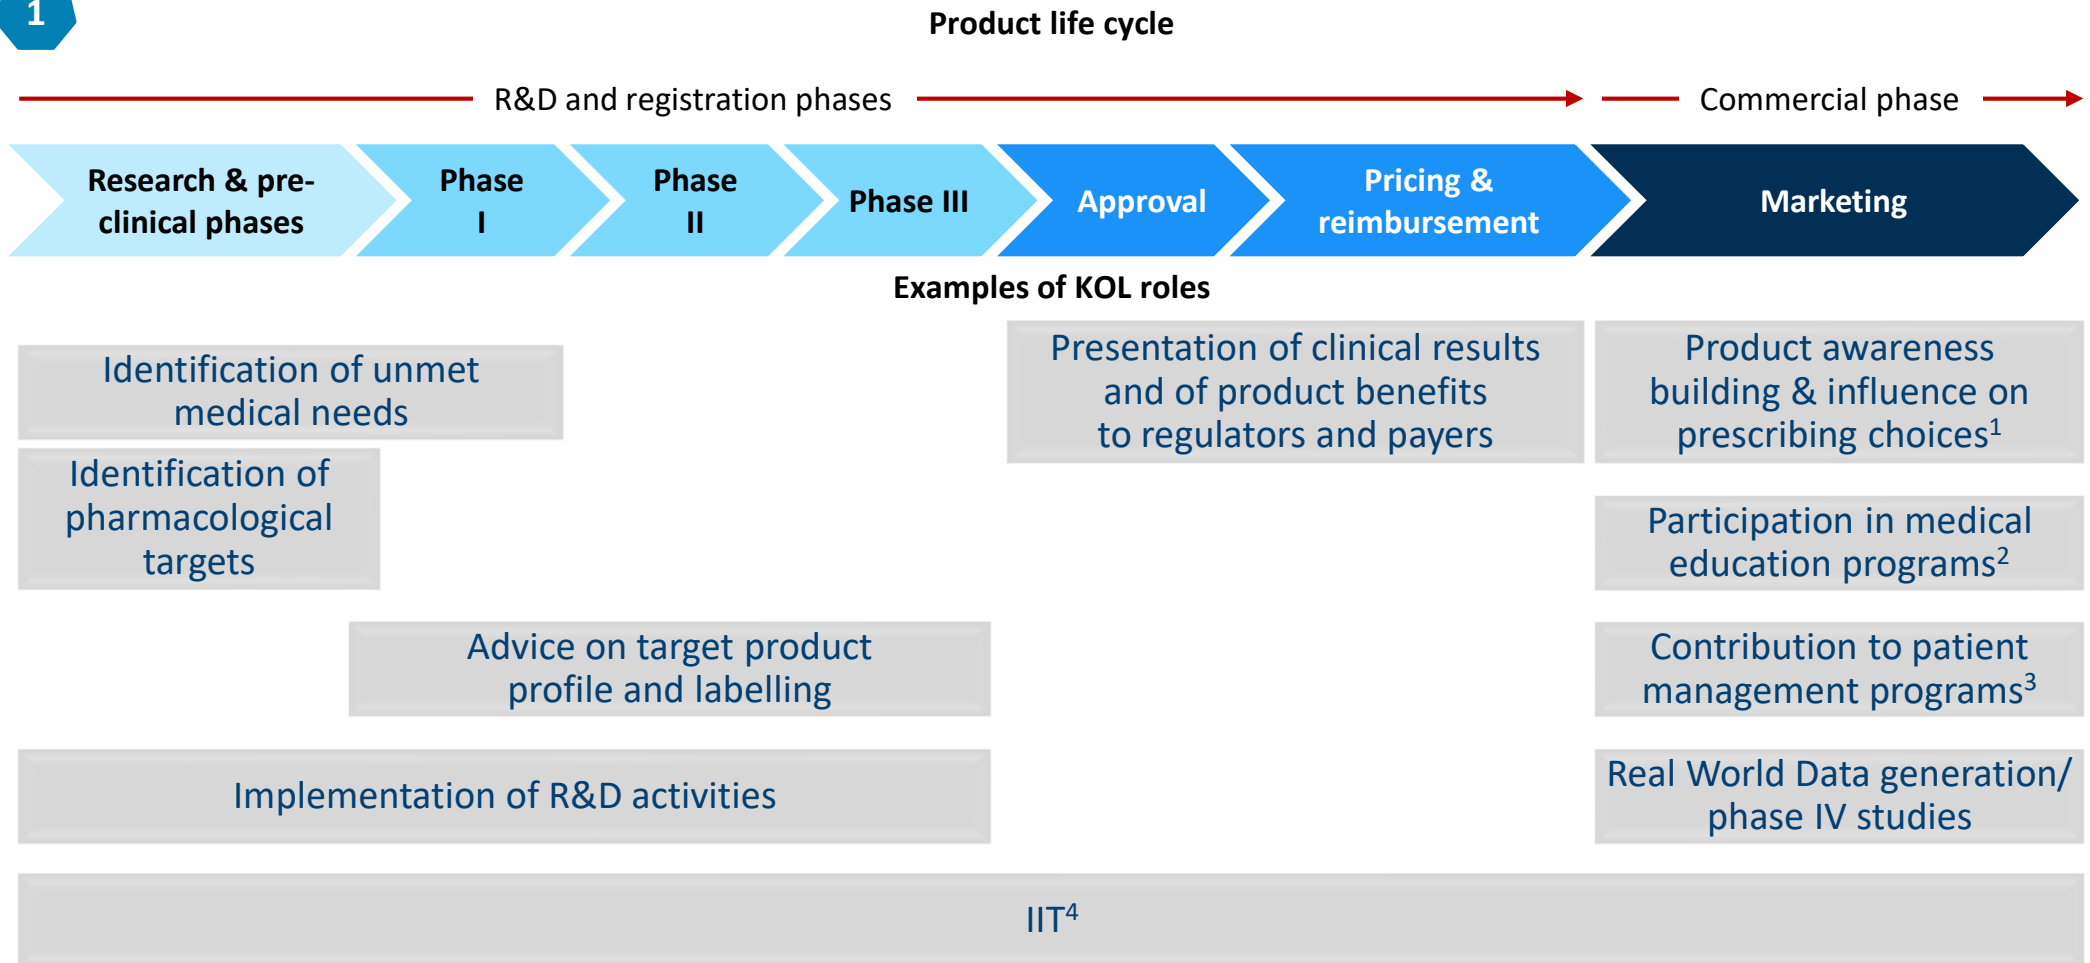 1
Product life cycle
R&D and registration phases
Commercial phase
Research & pre-
clinical phases
Phase
I
Phase
II
Phase III
Approval
Pricing &
reimbursement
Marketing
Examples of KOL roles
Identification of unmet
medical needs
Presentation of clinical results
and of product benefits
to regulators and payers
Product awareness
building & influence on
prescribing choices¹
Identification of
pharmacological
targets
Participation in medical
education programs²
Advice on target product
profile and labelling
Contribution to patient
management programs³
Implementation of R&D activities
Real World Data generation/
phase IV studies
IIT⁴